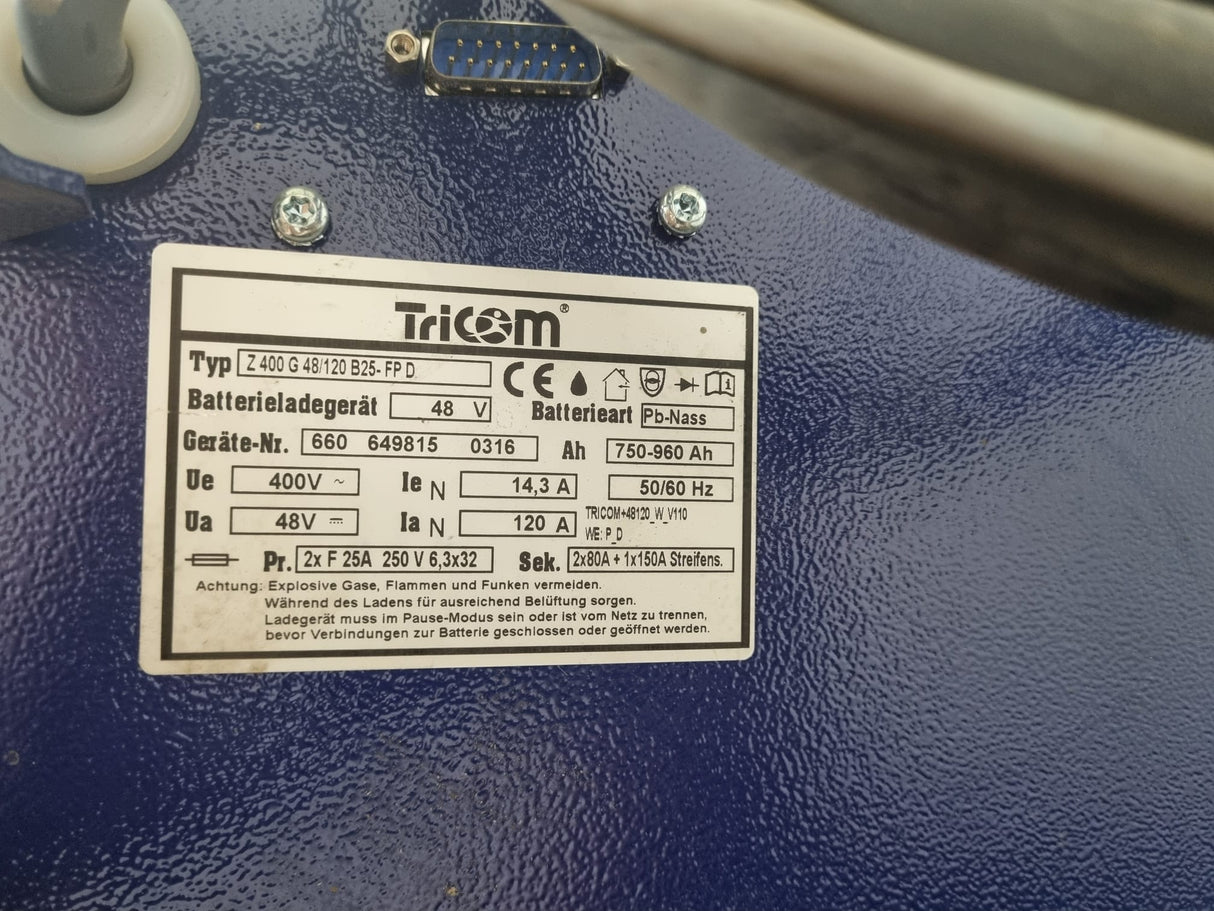 Tricom®
Typ Z 400 G 48/120 B25- FP D
Batterieladegerät 48 V Batterieart Pb-Nass
Geräte-Nr. 660 649815 0316 Ah 750-960 Ah
Ue 400V ~ Ie N 14,3 A 50/60 Hz
Ua 48V ⎓ Ia N 120 A TRICOM+48120_W_V110
WE: P_D
Pr. 2x F 25A 250 V 6,3x32 Sek. 2x80A + 1x150A Streifens.
Achtung: Explosive Gase, Flammen und Funken vermeiden.
Während des Ladens für ausreichend Belüftung sorgen.
Ladegerät muss im Pause-Modus sein oder ist vom Netz zu trennen,
bevor Verbindungen zur Batterie geschlossen oder geöffnet werden.